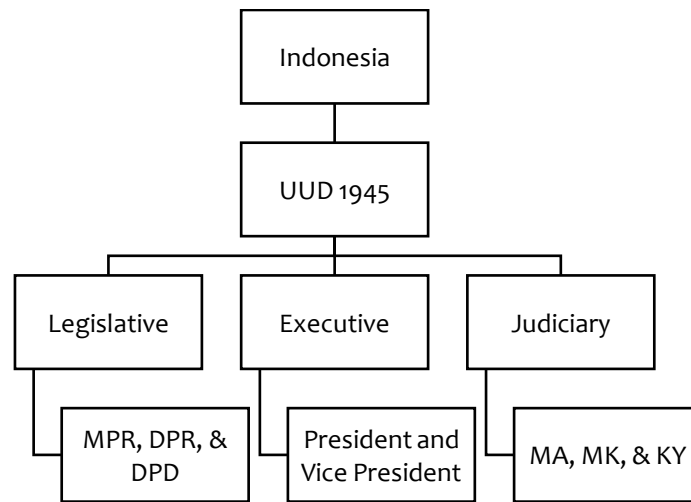 Indonesia
UUD 1945
Legislative
Executive
Judiciary
MPR, DPR, &
DPD
President and
Vice President
MA, MK, & KY